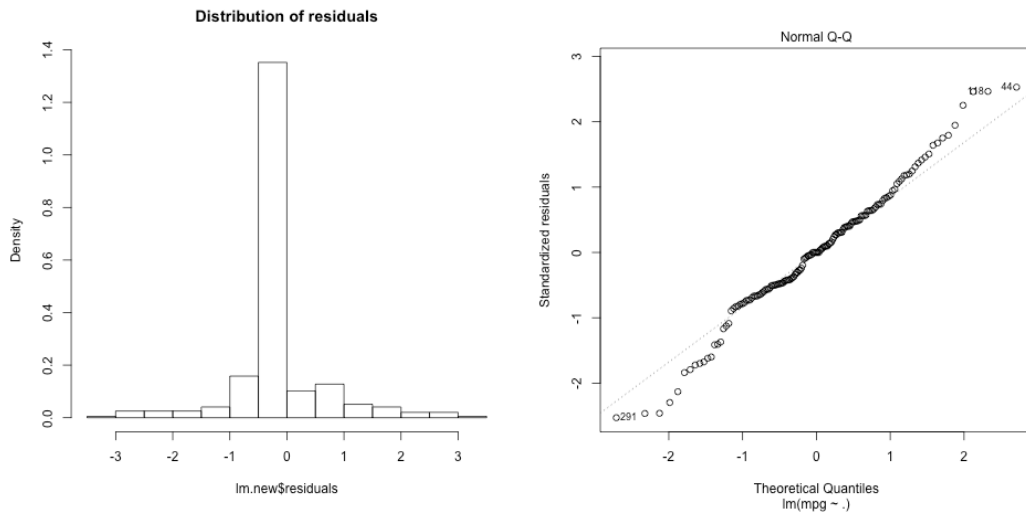 Distribution of residuals
Density
0.0 0.2 0.4 0.6 0.8 1.0 1.2 1.4
-3 -2 -1 0 1 2 3
lm.new$residuals
Normal Q-Q
Standardized residuals
-2 -1 0 1 2 3
118
44
291
-2 -1 0 1 2
Theoretical Quantiles
lm(mpg ~ .)